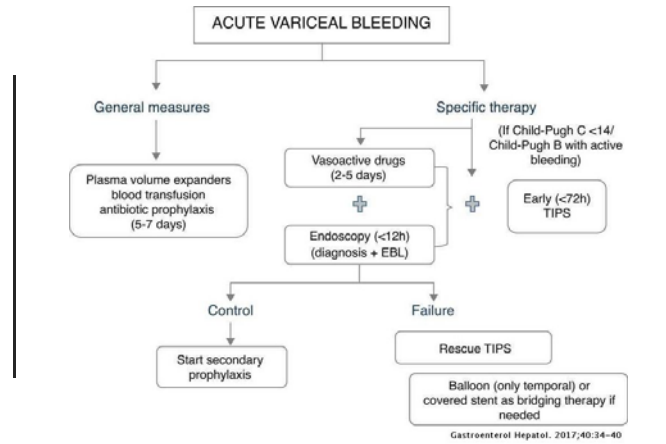 ACUTE VARICEAL BLEEDING
General measures
Specific therapy
(If Child-Pugh C <14/
Child-Pugh B with active
bleeding)
Plasma volume expanders
blood transfusion
antibiotic prophylaxis
(5-7 days)
Vasoactive drugs
(2-5 days)
Early (<72h)
TIPS
Endoscopy (<12h)
(diagnosis + EBL)
Control
Failure
Start secondary
prophylaxis
Rescue TIPS
Balloon (only temporal) or
covered stent as bridging therapy if
needed
Gastroenterol Hepatol. 2017;40:34–40